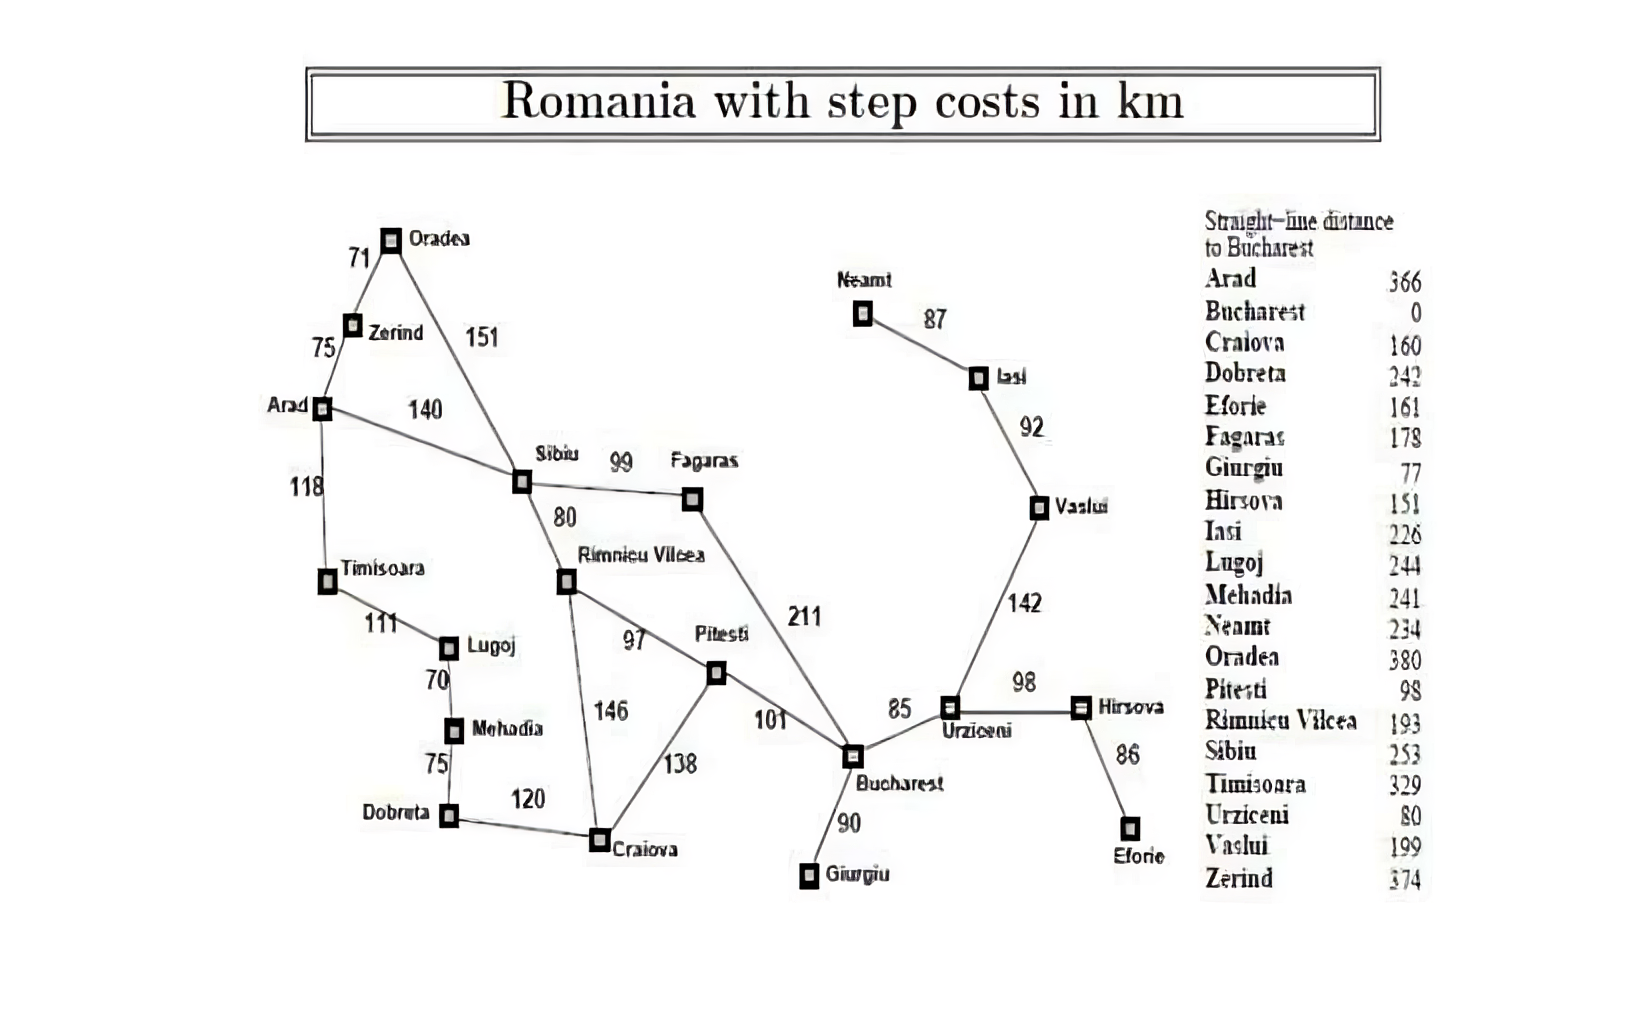 Romania with step costs in km
Oradea
71
Neamt
87
Zerind
151
75
Iasi
Arad
140
92
Sibiu
99
Fagaras
118
80
Vaslui
Rimnicu Vilcea
Timisoara
142
211
111
Pitesti
Lugoj
97
70
98
146
85
Hirsova
101
Mehadia
Urziceni
75
138
86
Bucharest
120
Dobreta
90
Craiova
Eforie
Giurgiu
Straight-line distance
to Bucharest
Arad 366
Bucharest 0
Craiova 160
Dobreta 242
Eforie 161
Fagaras 178
Giurgiu 77
Hirsova 151
Iasi 226
Lugoj 244
Mehadia 241
Neamt 234
Oradea 380
Pitesti 98
Rimnicu Vilcea 193
Sibiu 253
Timisoara 329
Urziceni 80
Vaslui 199
Zerind 374